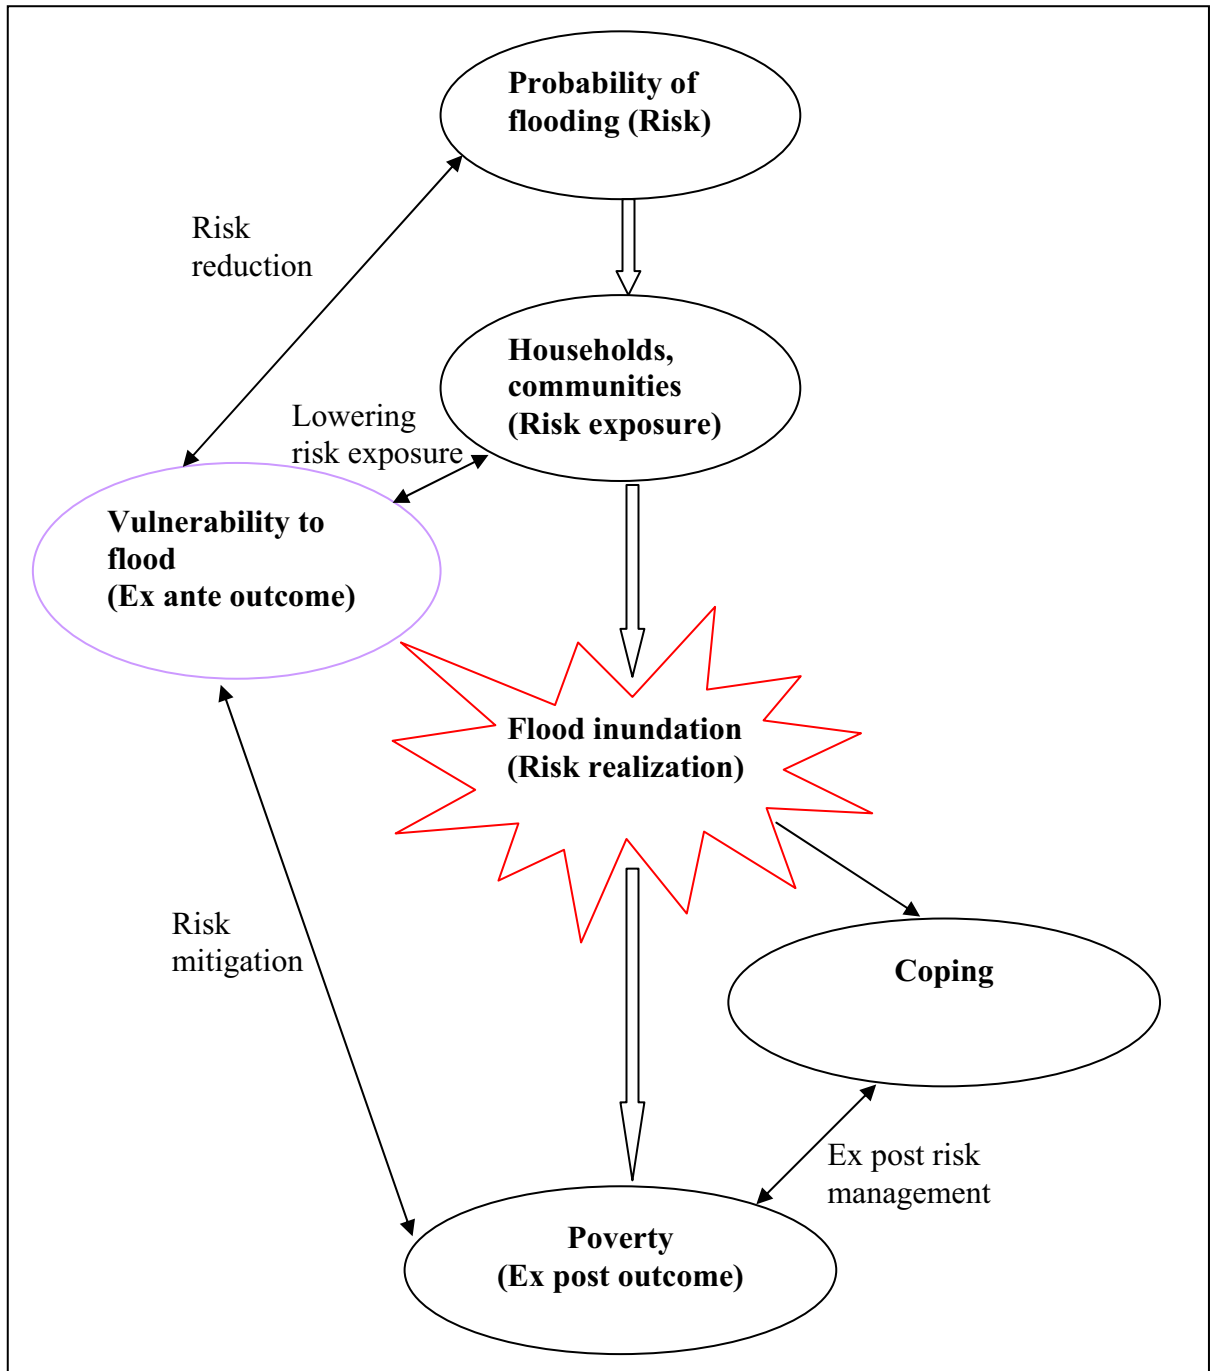 Probability of
flooding (Risk)
Risk
reduction
Households,
communities
(Risk exposure)
Lowering
risk exposure
Vulnerability to
flood
(Ex ante outcome)
Flood inundation
(Risk realization)
Risk
mitigation
Coping
Ex post risk
management
Poverty
(Ex post outcome)